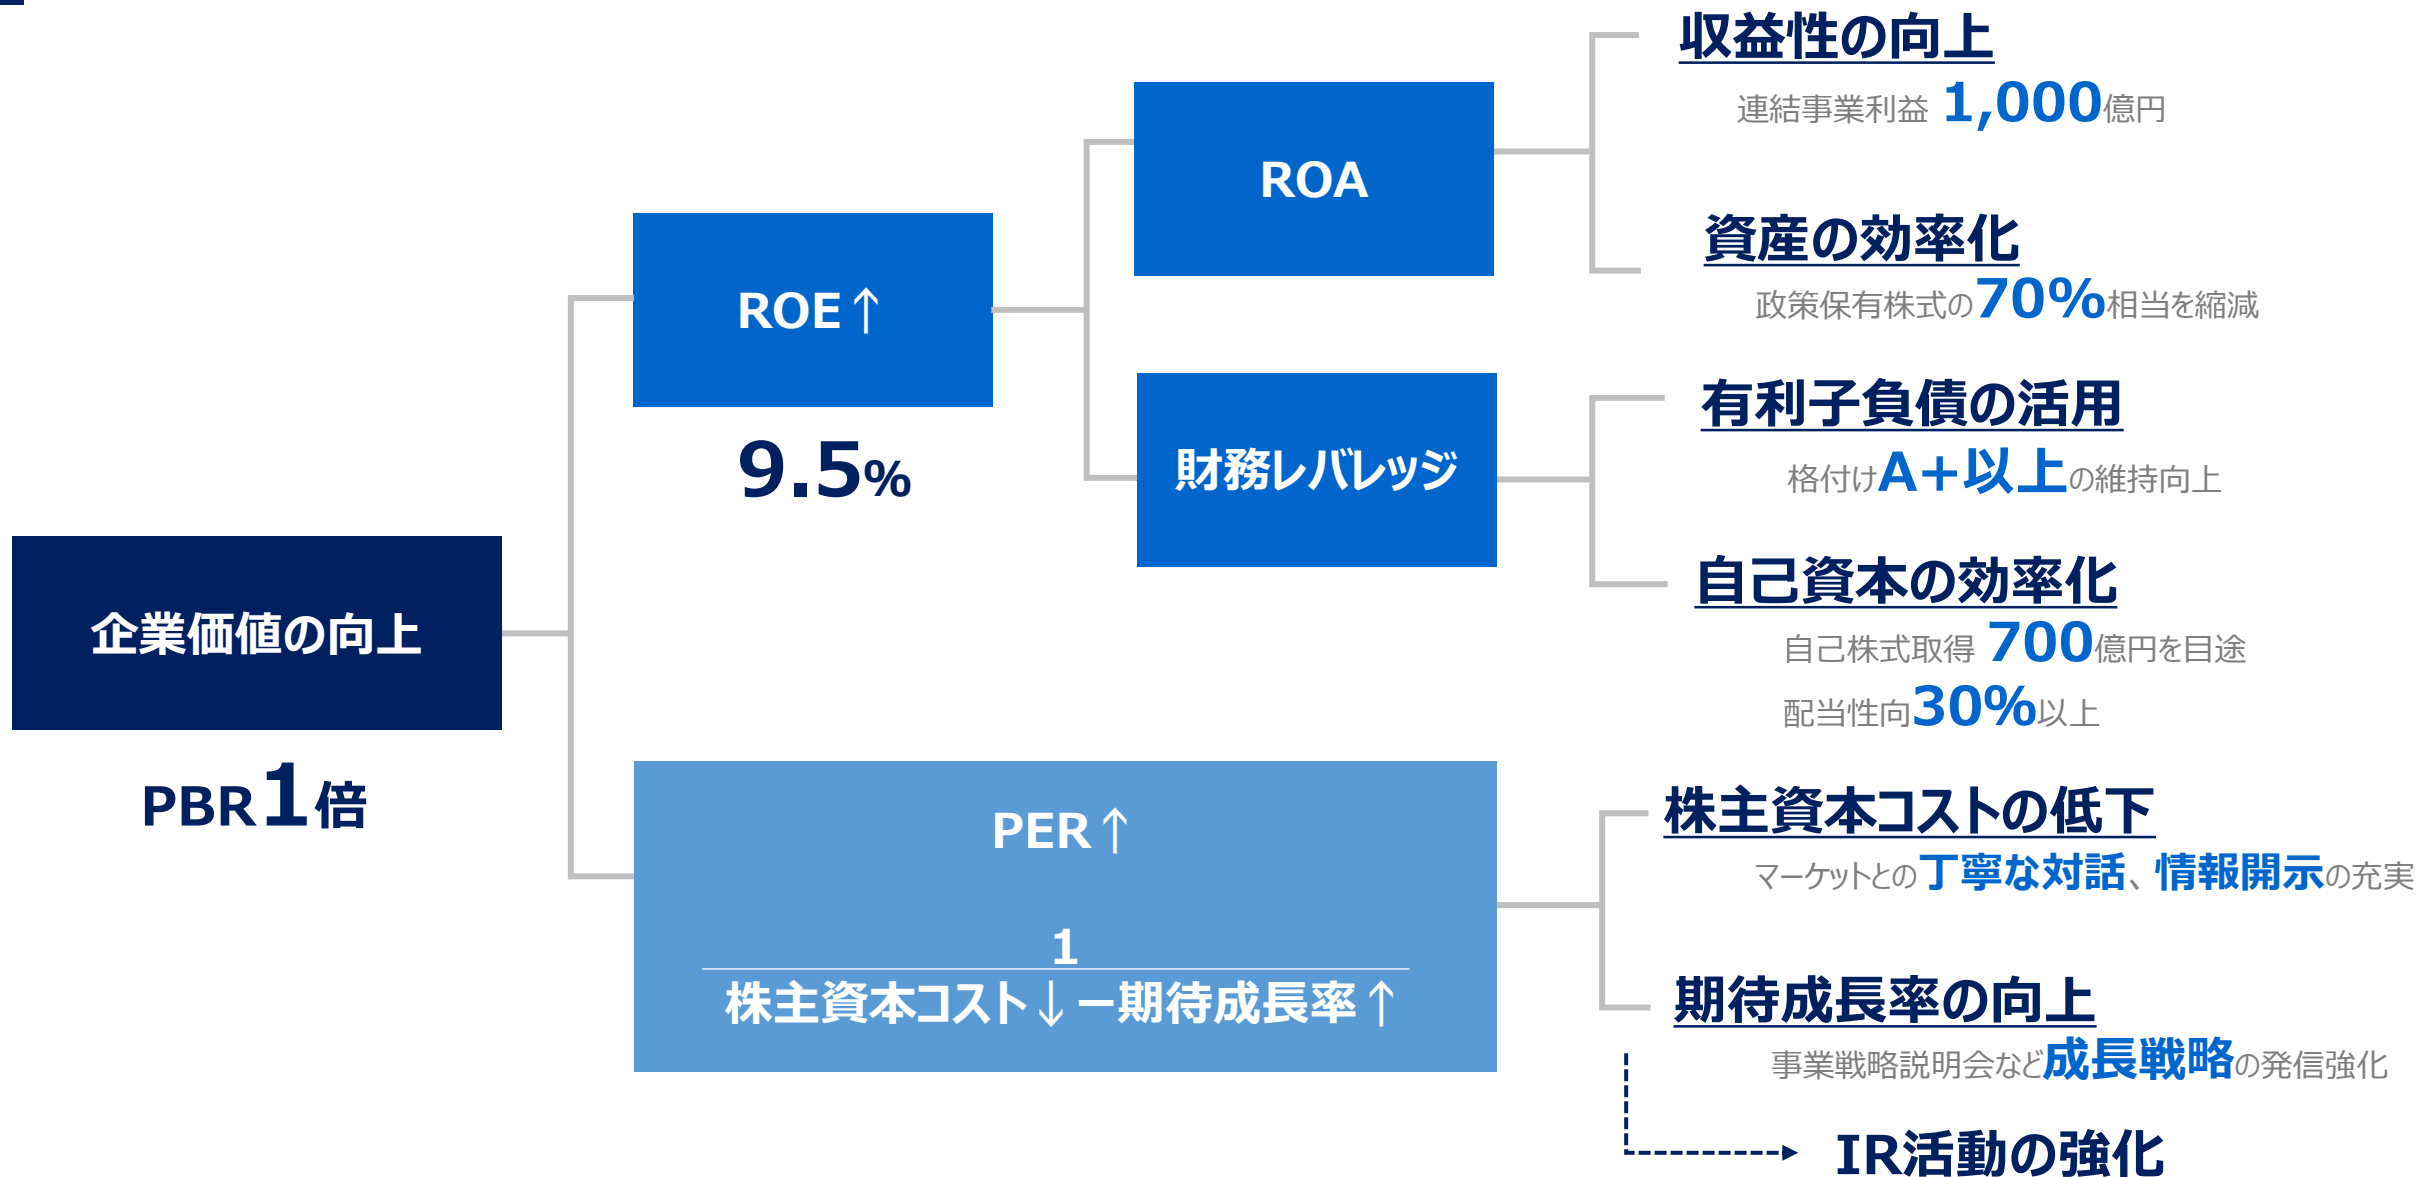 企業価値の向上
PBR1倍
ROE↑
9.5%
ROA
財務レバレッジ
PER↑
1
株主資本コスト↓−期待成長率↑
収益性の向上
連結事業利益 1,000億円
資産の効率化
政策保有株式の70%相当を縮減
有利子負債の活用
格付けA+以上の維持向上
自己資本の効率化
自己株式取得 700億円を目途
配当性向30%以上
株主資本コストの低下
マーケットとの丁寧な対話、情報開示の充実
期待成長率の向上
事業戦略説明会など成長戦略の発信強化
IR活動の強化